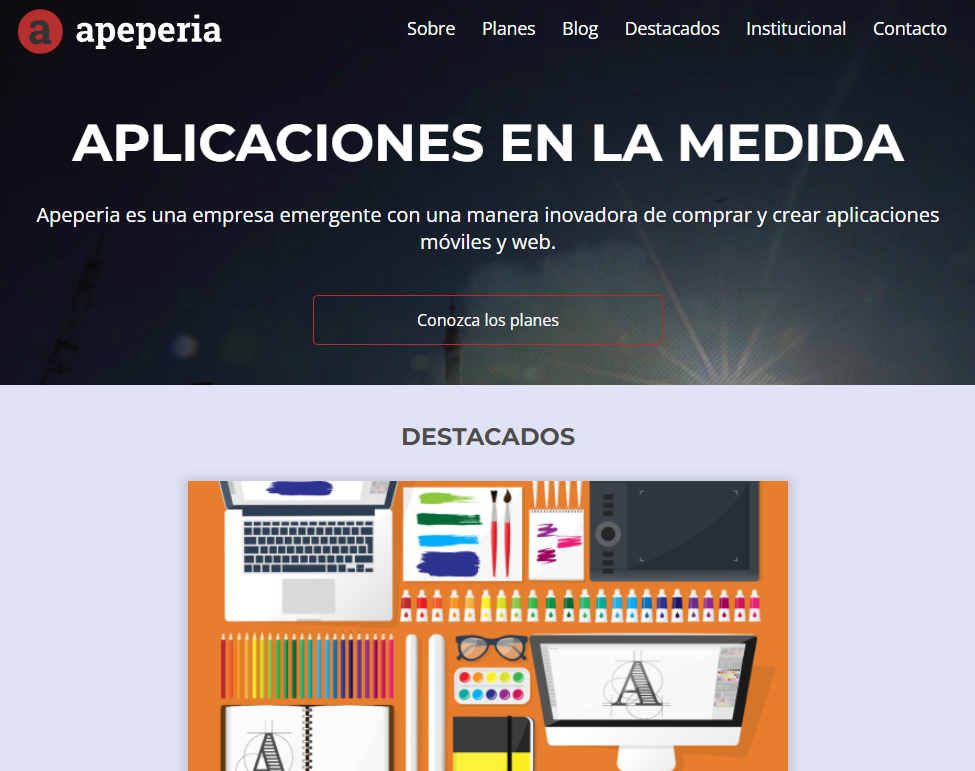 a apeperia
Sobre Planes Blog Destacados Institucional Contacto
APLICACIONES EN LA MEDIDA
Apeperia es una empresa emergente con una manera inovadora de comprar y crear aplicaciones
móviles y web.
Conozca los planes
DESTACADOS
A
A